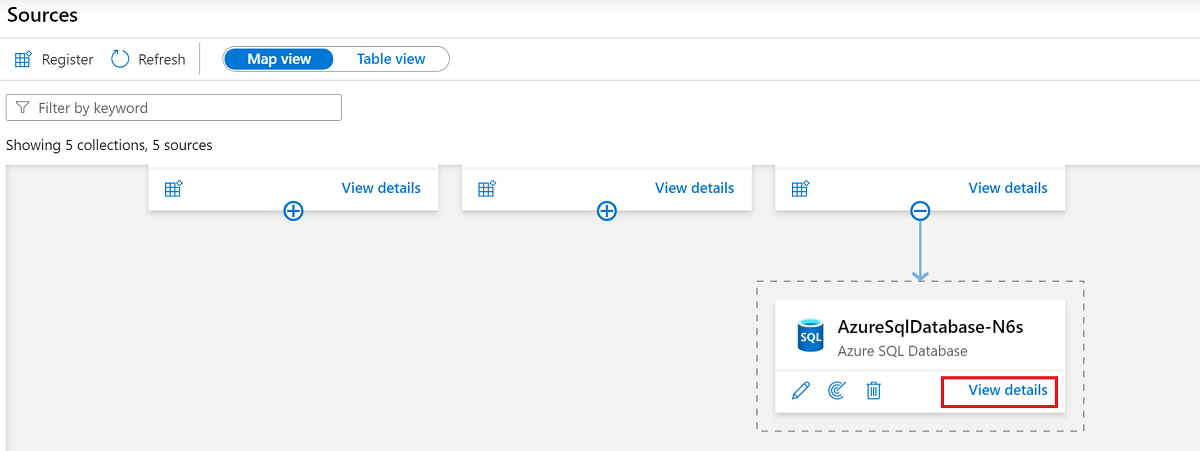 Sources
Register Refresh Map view Table view
Filter by keyword
Showing 5 collections, 5 sources
View details View details View details
AzureSqlDatabase-N6s
SQL
Azure SQL Database
View details